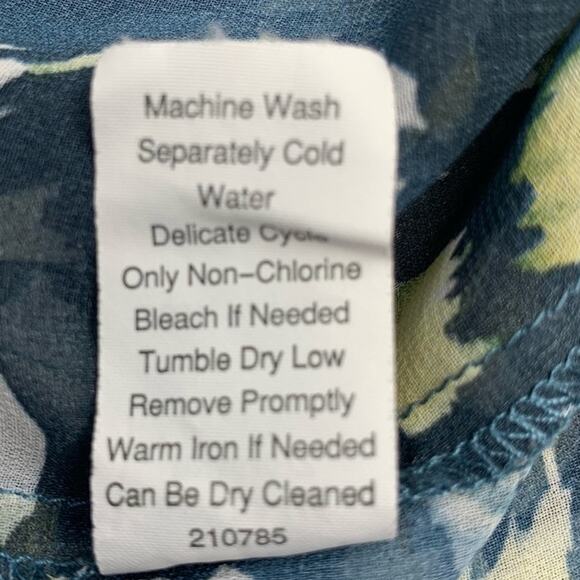 Machine Wash
Separately Cold
Water
Delicate Cycle
Only Non-Chlorine
Bleach If Needed
Tumble Dry Low
Remove Promptly
Warm Iron If Needed
Can Be Dry Cleaned
210785